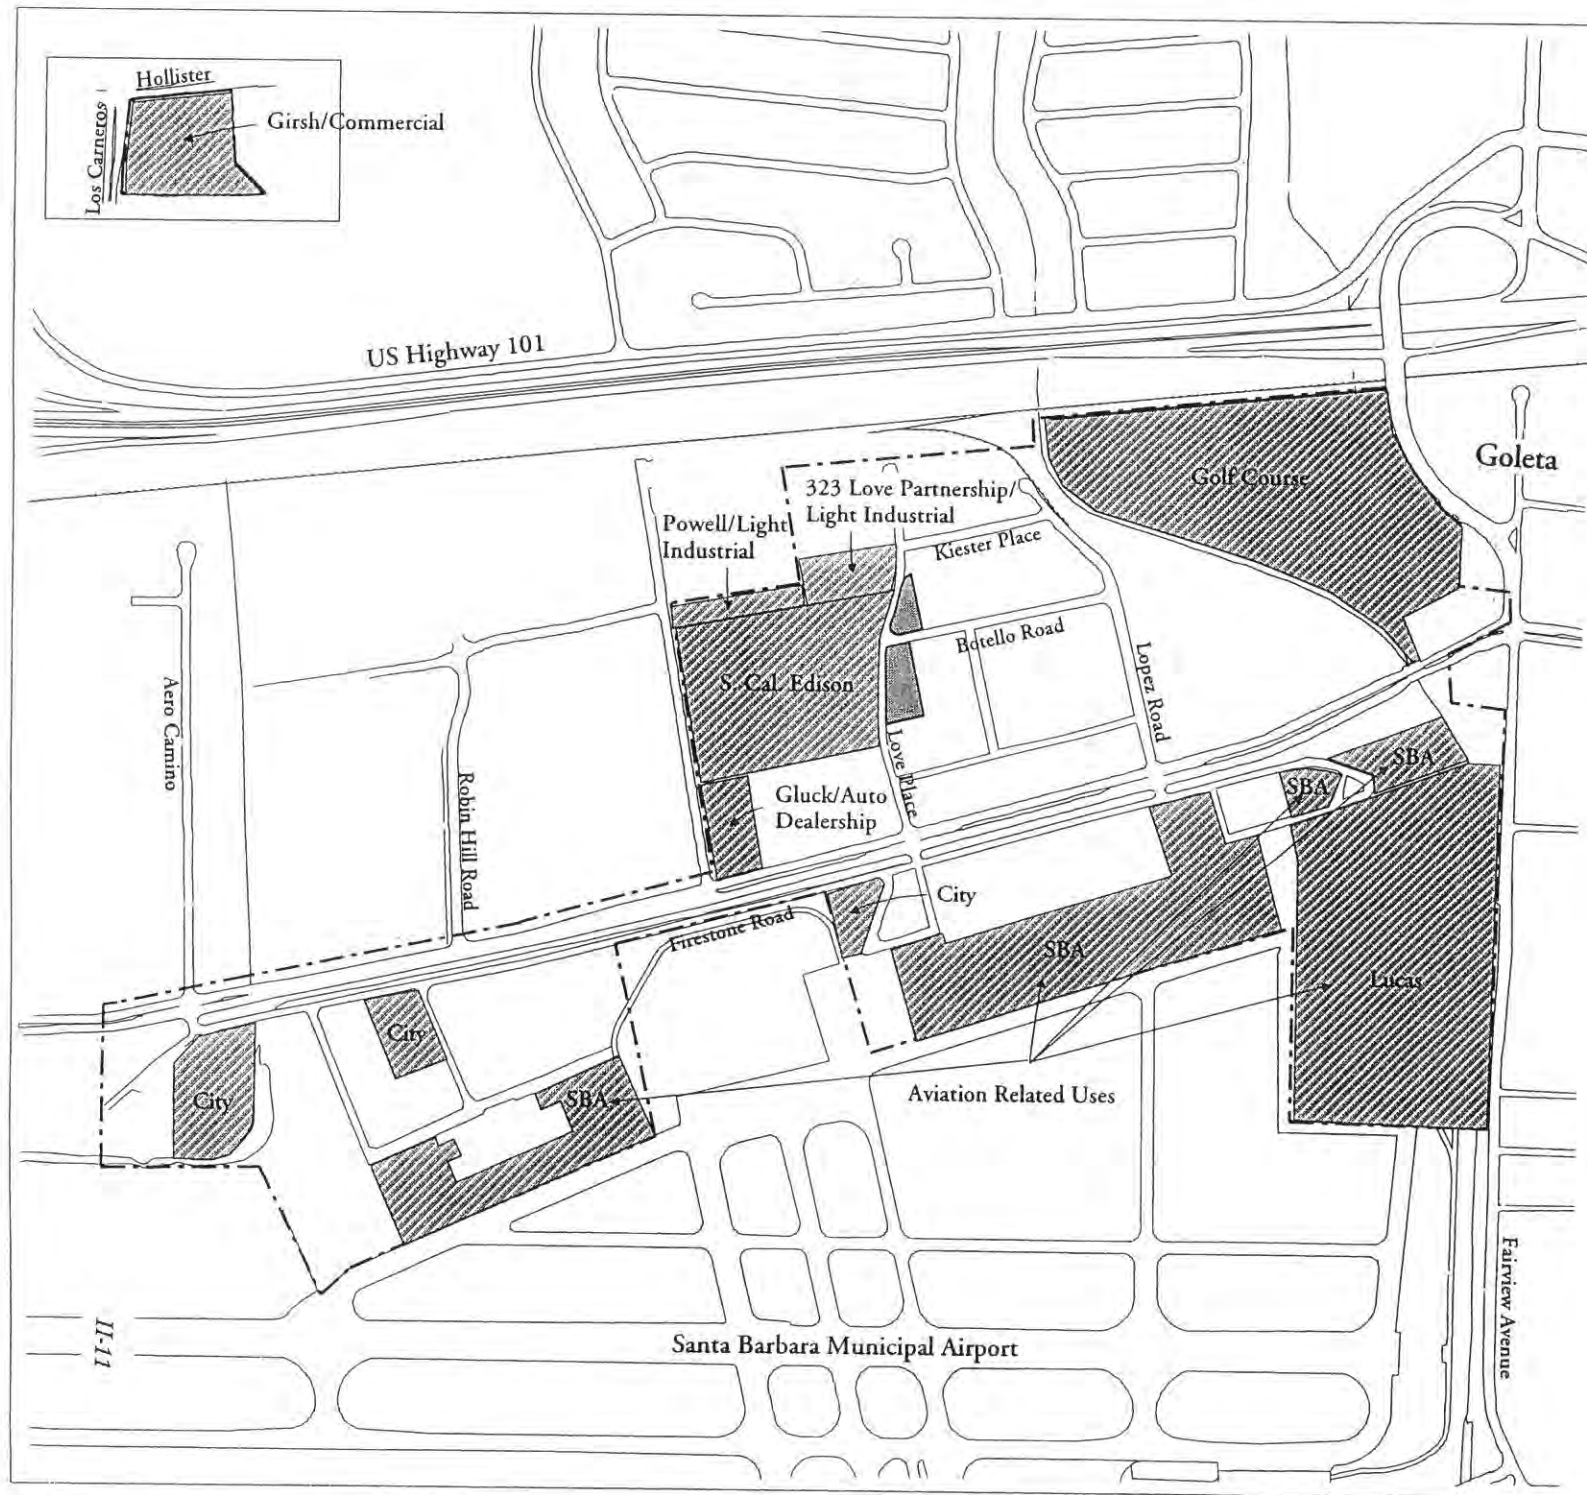 Hollister
Los Carneros
Girsh/Commercial
US Highway 101
Goleta
Golf Course
323 Love Partnership/
Light Industrial
Powell/Light
Industrial
Kiester Place
Botello Road
S. Cal. Edison
Lopez Road
Aero Camino
Robin Hill Road
Love Place
Gluck/Auto
Dealership
SBA
SBA
City
Firestone Road
SBA
Lucas
City
City
SBA
Aviation Related Uses
Fairview Avenue
Santa Barbara Municipal Airport
II-11